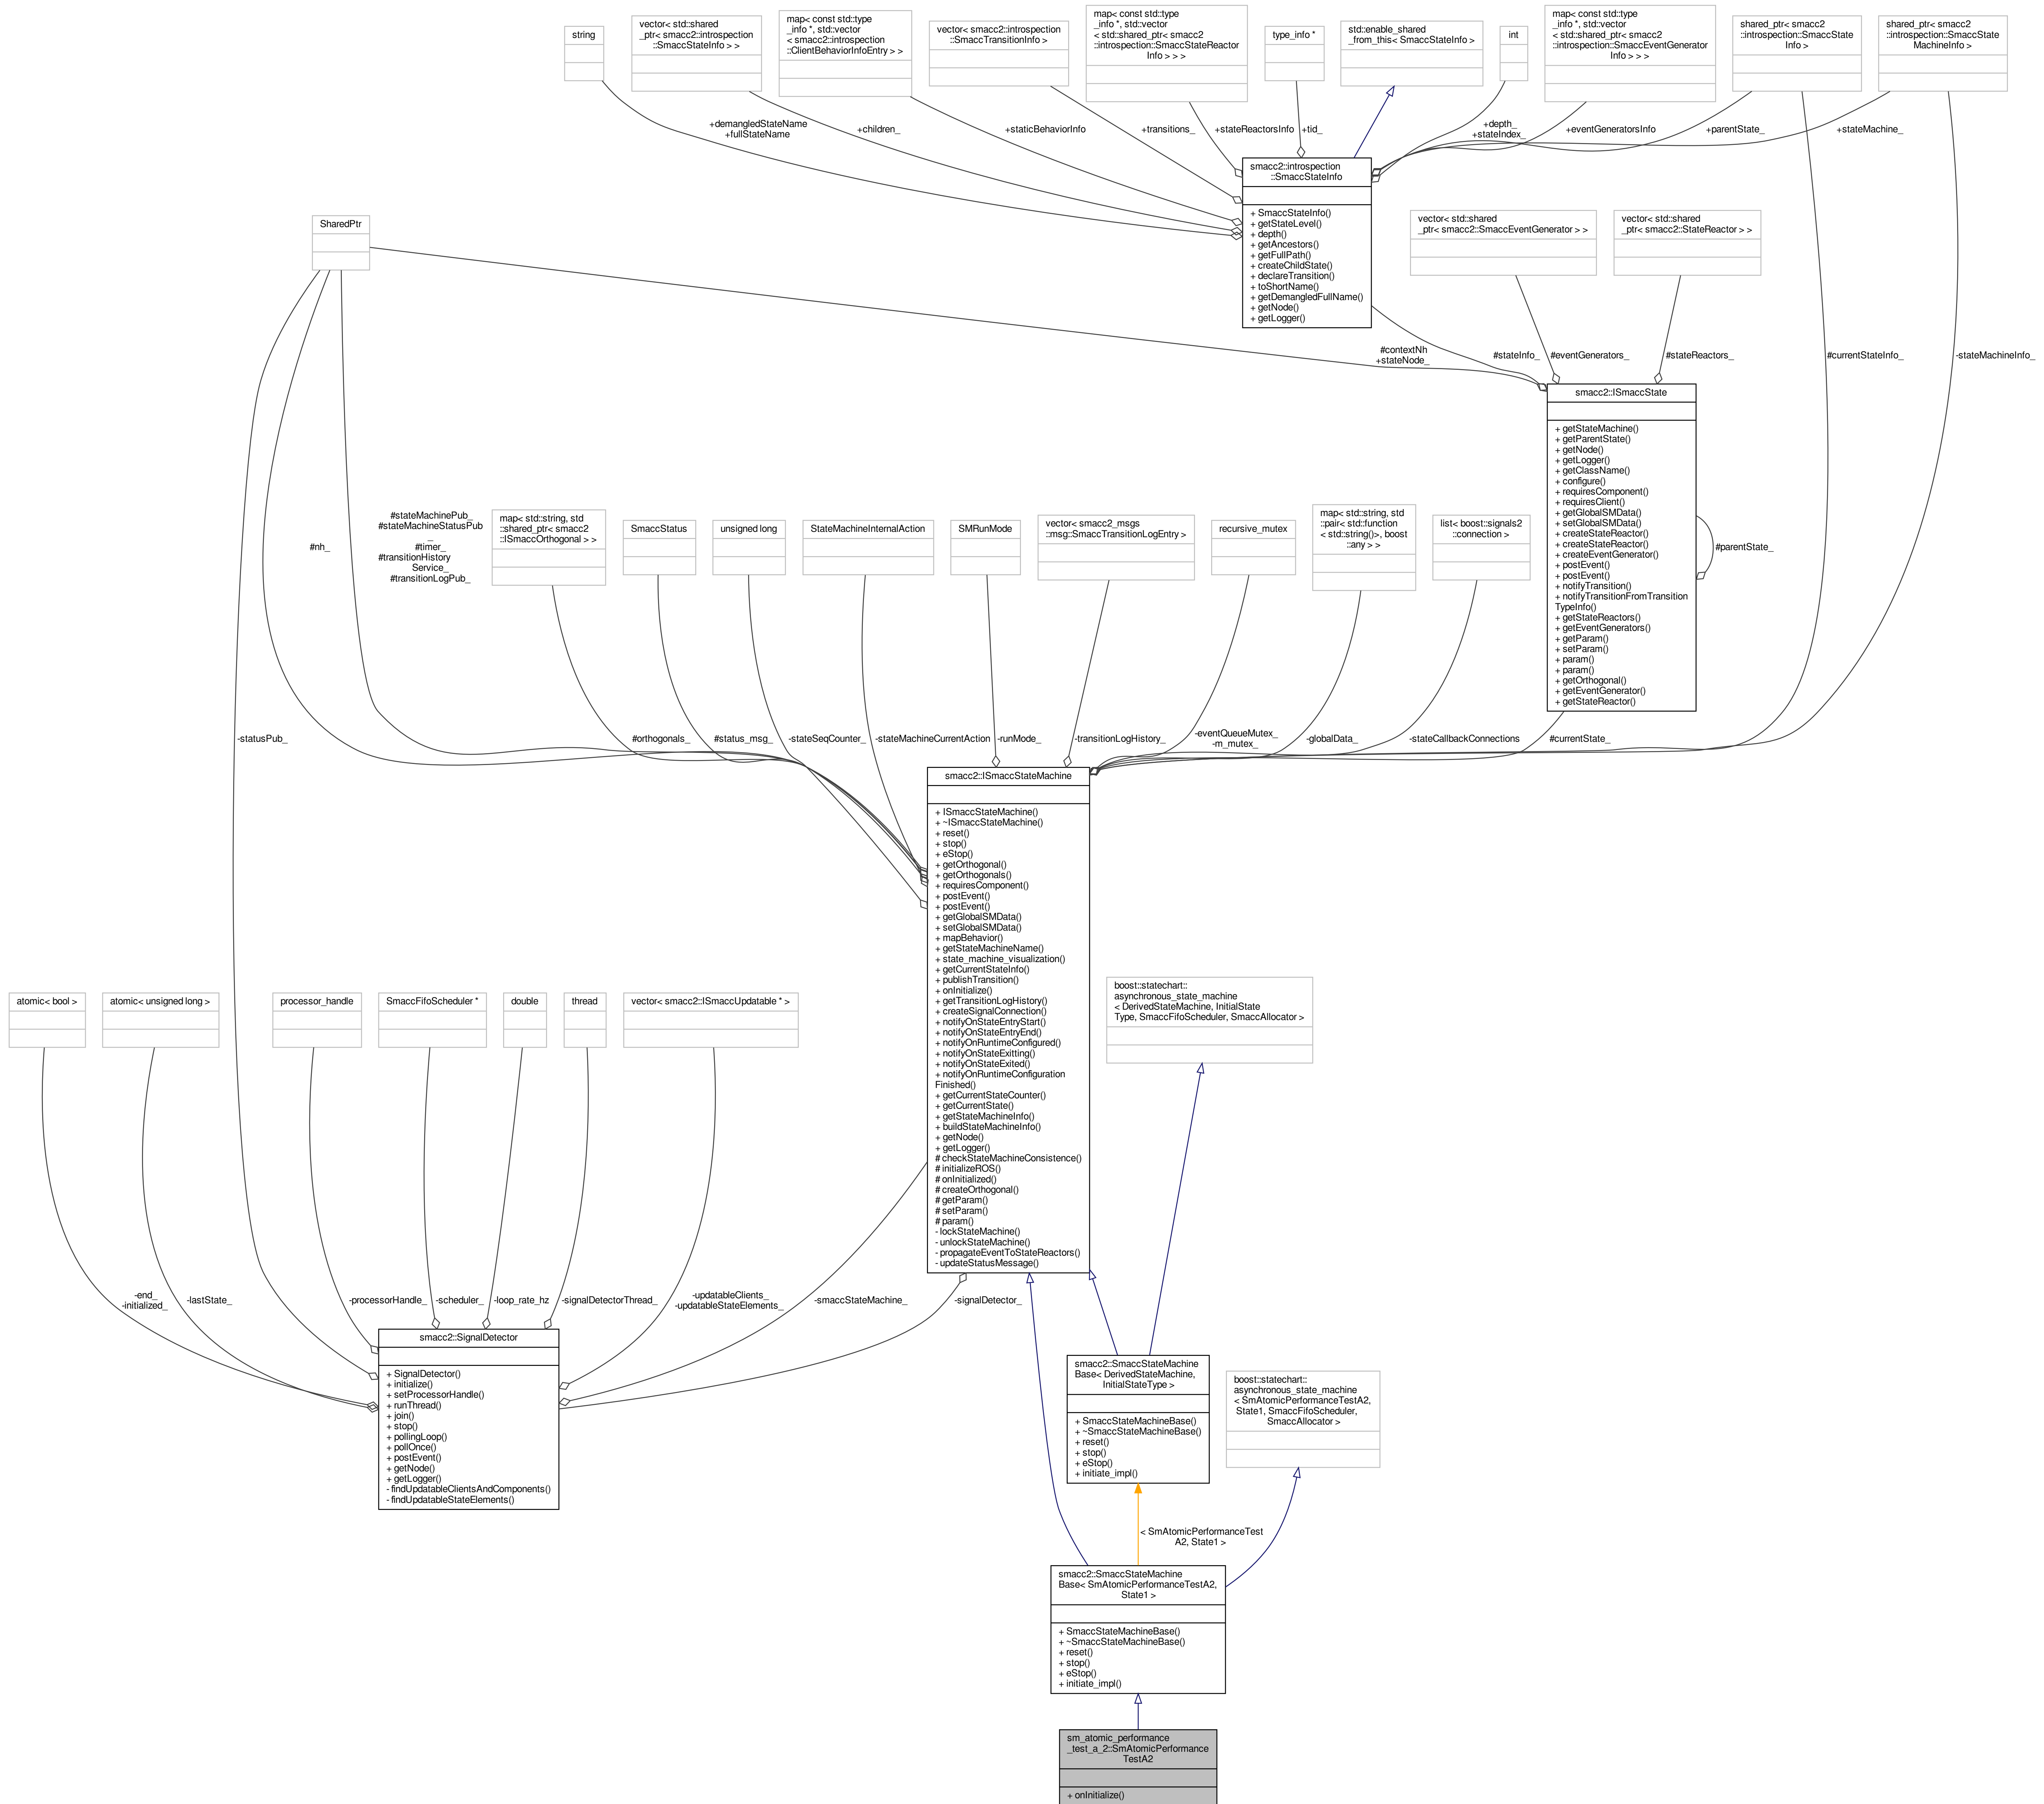 string
vector< std::shared
_ptr< smacc2::introspection
::SmaccStateInfo > >
map< const std::type
_info *, std::vector
< smacc2::introspection
::ClientBehaviorInfoEntry > >
vector< smacc2::introspection
::SmaccTransitionInfo >
map< const std::type
_info *, std::vector
< std::shared_ptr< smacc2
::introspection::SmaccStateReactor
Info > > >
type_info *
std::enable_shared
_from_this< SmaccStateInfo >
int
map< const std::type
_info *, std::vector
< std::shared_ptr< smacc2
::introspection::SmaccEventGenerator
Info > > >
shared_ptr< smacc2
::introspection::SmaccState
Info >
shared_ptr< smacc2
::introspection::SmaccState
MachineInfo >
+demangledStateName
+fullStateName
+children_
+staticBehaviorInfo
+transitions_
+stateReactorsInfo
+tid_
+depth_
+stateIndex_
+eventGeneratorsInfo
+parentState_
+stateMachine_
smacc2::introspection
::SmaccStateInfo
+ SmaccStateInfo()
+ getStateLevel()
+ depth()
+ getAncestors()
+ getFullPath()
+ createChildState()
+ declareTransition()
+ toShortName()
+ getDemangledFullName()
+ getNode()
+ getLogger()
SharedPtr
vector< std::shared
_ptr< smacc2::SmaccEventGenerator > >
vector< std::shared
_ptr< smacc2::StateReactor > >
#contextNh
+stateNode_
#stateInfo_
#eventGenerators_
#stateReactors_
#currentStateInfo_
-stateMachineInfo_
smacc2::ISmaccState
+ getStateMachine()
+ getParentState()
+ getNode()
+ getLogger()
+ getClassName()
+ configure()
+ requiresComponent()
+ requiresClient()
+ getGlobalSMData()
+ setGlobalSMData()
+ createStateReactor()
+ createStateReactor()
+ createEventGenerator()
+ postEvent()
+ postEvent()
+ notifyTransition()
+ notifyTransitionFromTransition
TypeInfo()
+ getStateReactors()
+ getEventGenerators()
+ getParam()
+ setParam()
+ param()
+ param()
+ getOrthogonal()
+ getEventGenerator()
+ getStateReactor()
#parentState_
#nh_
#stateMachinePub_
#stateMachineStatusPub
_
#timer_
#transitionHistory
Service_
#transitionLogPub_
map< std::string, std
::shared_ptr< smacc2
::ISmaccOrthogonal > >
SmaccStatus
unsigned long
StateMachineInternalAction
SMRunMode
vector< smacc2_msgs
::msg::SmaccTransitionLogEntry >
recursive_mutex
map< std::string, std
::pair< std::function
< std::string()>, boost
::any > >
list< boost::signals2
::connection >
-statusPub_
#orthogonals_
#status_msg_
-stateSeqCounter_
-stateMachineCurrentAction
-runMode_
-transitionLogHistory_
-eventQueueMutex_
-m_mutex_
-globalData_
-stateCallbackConnections
#currentState_
smacc2::ISmaccStateMachine
+ ISmaccStateMachine()
+ ~ISmaccStateMachine()
+ reset()
+ stop()
+ eStop()
+ getOrthogonal()
+ getOrthogonals()
+ requiresComponent()
+ postEvent()
+ postEvent()
+ getGlobalSMData()
+ setGlobalSMData()
+ mapBehavior()
+ getStateMachineName()
+ state_machine_visualization()
+ getCurrentStateInfo()
+ publishTransition()
+ onInitialize()
+ getTransitionLogHistory()
+ createSignalConnection()
+ notifyOnStateEntryStart()
+ notifyOnStateEntryEnd()
+ notifyOnRuntimeConfigured()
+ notifyOnStateExitting()
+ notifyOnStateExited()
+ notifyOnRuntimeConfiguration
Finished()
+ getCurrentStateCounter()
+ getCurrentState()
+ getStateMachineInfo()
+ buildStateMachineInfo()
+ getNode()
+ getLogger()
# checkStateMachineConsistence()
# initializeROS()
# onInitialized()
# createOrthogonal()
# getParam()
# setParam()
# param()
- lockStateMachine()
- unlockStateMachine()
- propagateEventToStateReactors()
- updateStatusMessage()
atomic< bool >
atomic< unsigned long >
processor_handle
SmaccFifoScheduler *
double
thread
vector< smacc2::ISmaccUpdatable * >
boost::statechart::
asynchronous_state_machine
< DerivedStateMachine, InitialState
Type, SmaccFifoScheduler, SmaccAllocator >
-end_
-initialized_
-lastState_
-processorHandle_
-scheduler_
-loop_rate_hz
-signalDetectorThread_
-updatableClients_
-updatableStateElements_
-smaccStateMachine_
-signalDetector_
smacc2::SignalDetector
+ SignalDetector()
+ initialize()
+ setProcessorHandle()
+ runThread()
+ join()
+ stop()
+ pollingLoop()
+ pollOnce()
+ postEvent()
+ getNode()
+ getLogger()
- findUpdatableClientsAndComponents()
- findUpdatableStateElements()
smacc2::SmaccStateMachine
Base< DerivedStateMachine,
InitialStateType >
+ SmaccStateMachineBase()
+ ~SmaccStateMachineBase()
+ reset()
+ stop()
+ eStop()
+ initiate_impl()
boost::statechart::
asynchronous_state_machine
< SmAtomicPerformanceTestA2,
State1, SmaccFifoScheduler,
SmaccAllocator >
< SmAtomicPerformanceTest
A2, State1 >
smacc2::SmaccStateMachine
Base< SmAtomicPerformanceTestA2,
State1 >
+ SmaccStateMachineBase()
+ ~SmaccStateMachineBase()
+ reset()
+ stop()
+ eStop()
+ initiate_impl()
sm_atomic_performance
_test_a_2::SmAtomicPerformance
TestA2
+ onInitialize()